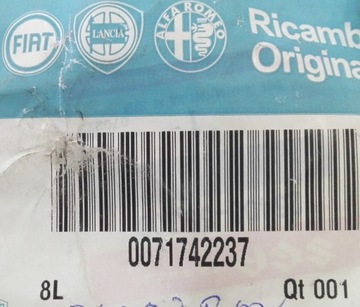 FIAT LANCIA ALFA ROMEO Ricamb
Origina
0071742237
8L Qt 001